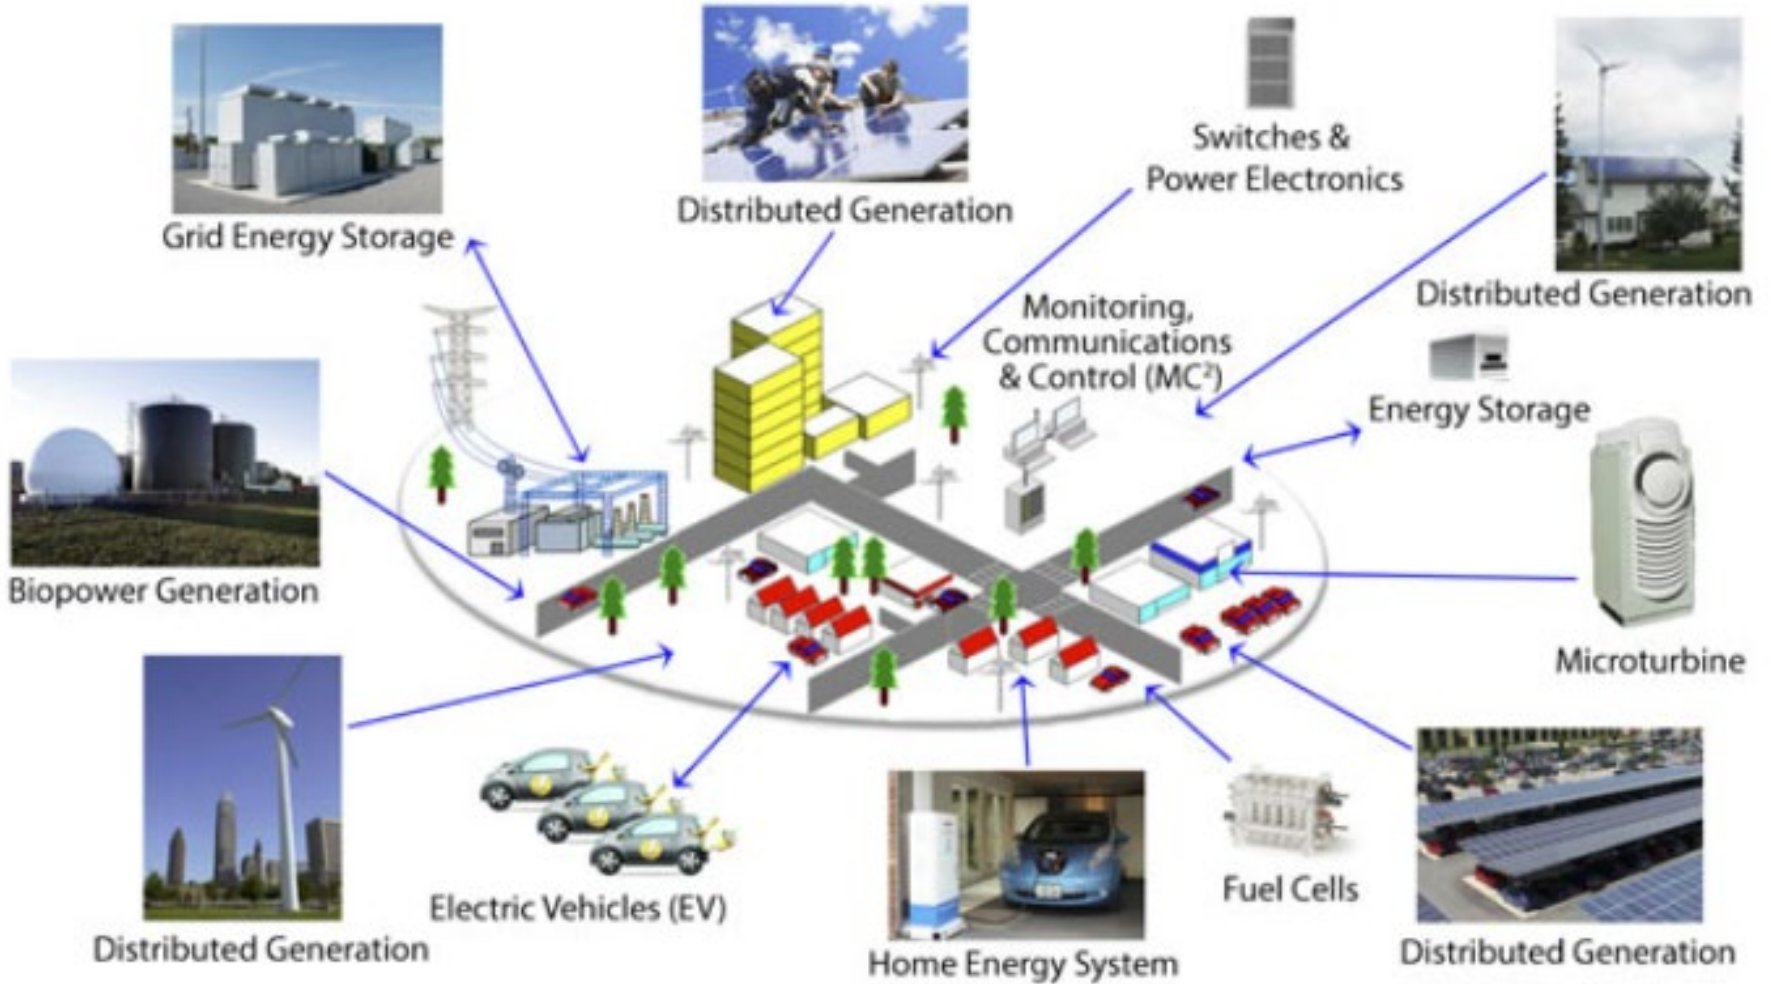 Grid Energy Storage
Distributed Generation
Switches &
Power Electronics
Distributed Generation
Monitoring,
Communications
& Control (MC²)
Energy Storage
Biopower Generation
Microturbine
Distributed Generation
Electric Vehicles (EV)
Home Energy System
Fuel Cells
Distributed Generation